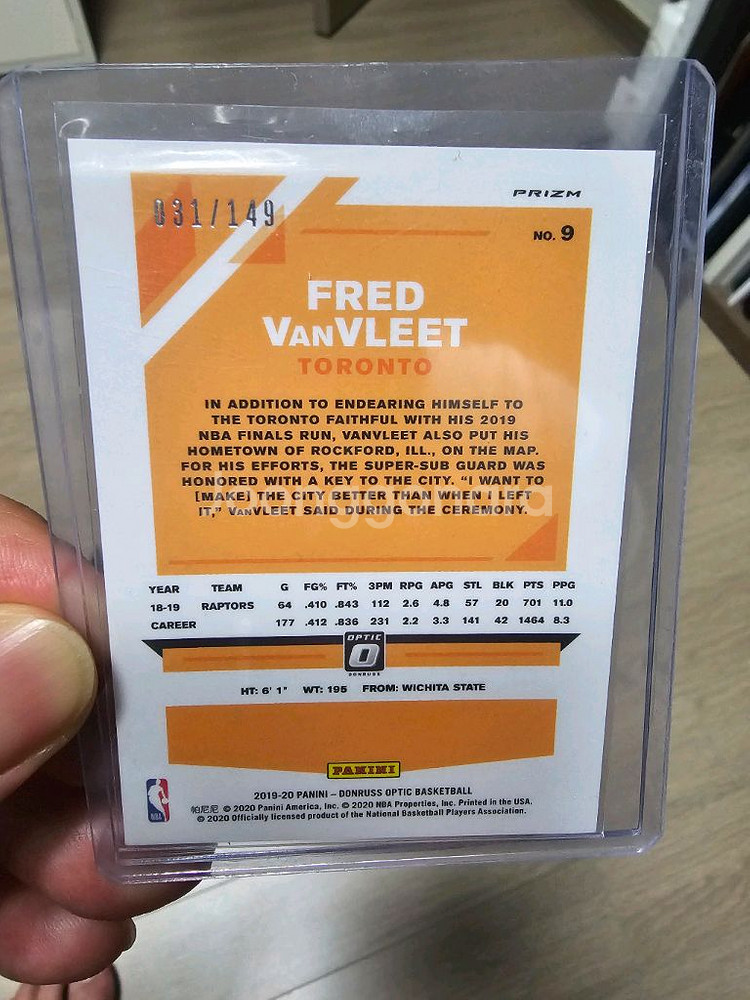 031/149
PRIZM
NO. 9
FRED
VANVLEET
TORONTO
IN ADDITION TO ENDEARING HIMSELF TO
THE TORONTO FAITHFUL WITH HIS 2019
NBA FINALS RUN, VANVLEET ALSO PUT HIS
HOMETOWN OF ROCKFORD, ILL., ON THE MAP.
FOR HIS EFFORTS, THE SUPER-SUB GUARD WAS
HONORED WITH A KEY TO THE CITY. “I WANT TO
[MAKE] THE CITY BETTER THAN WHEN I LEFT
IT,” VANVLEET SAID DURING THE CEREMONY.
YEAR TEAM G FG% FT% 3PM RPG APG STL BLK PTS PPG
18-19 RAPTORS 64 .410 .843 112 2.6 4.8 57 20 701 11.0
CAREER 177 .412 .836 231 2.2 3.3 141 42 1464 8.3
OPTIC
DONRUSS
HT: 6' 1" WT: 195 FROM: WICHITA STATE
PANINI
2019-20 PANINI – DONRUSS OPTIC BASKETBALL
帕尼尼 © 2020 Panini America, Inc. © 2020 NBA Properties, Inc. Printed in the USA.
© 2020 Officially licensed product of the National Basketball Players Association.
NBA